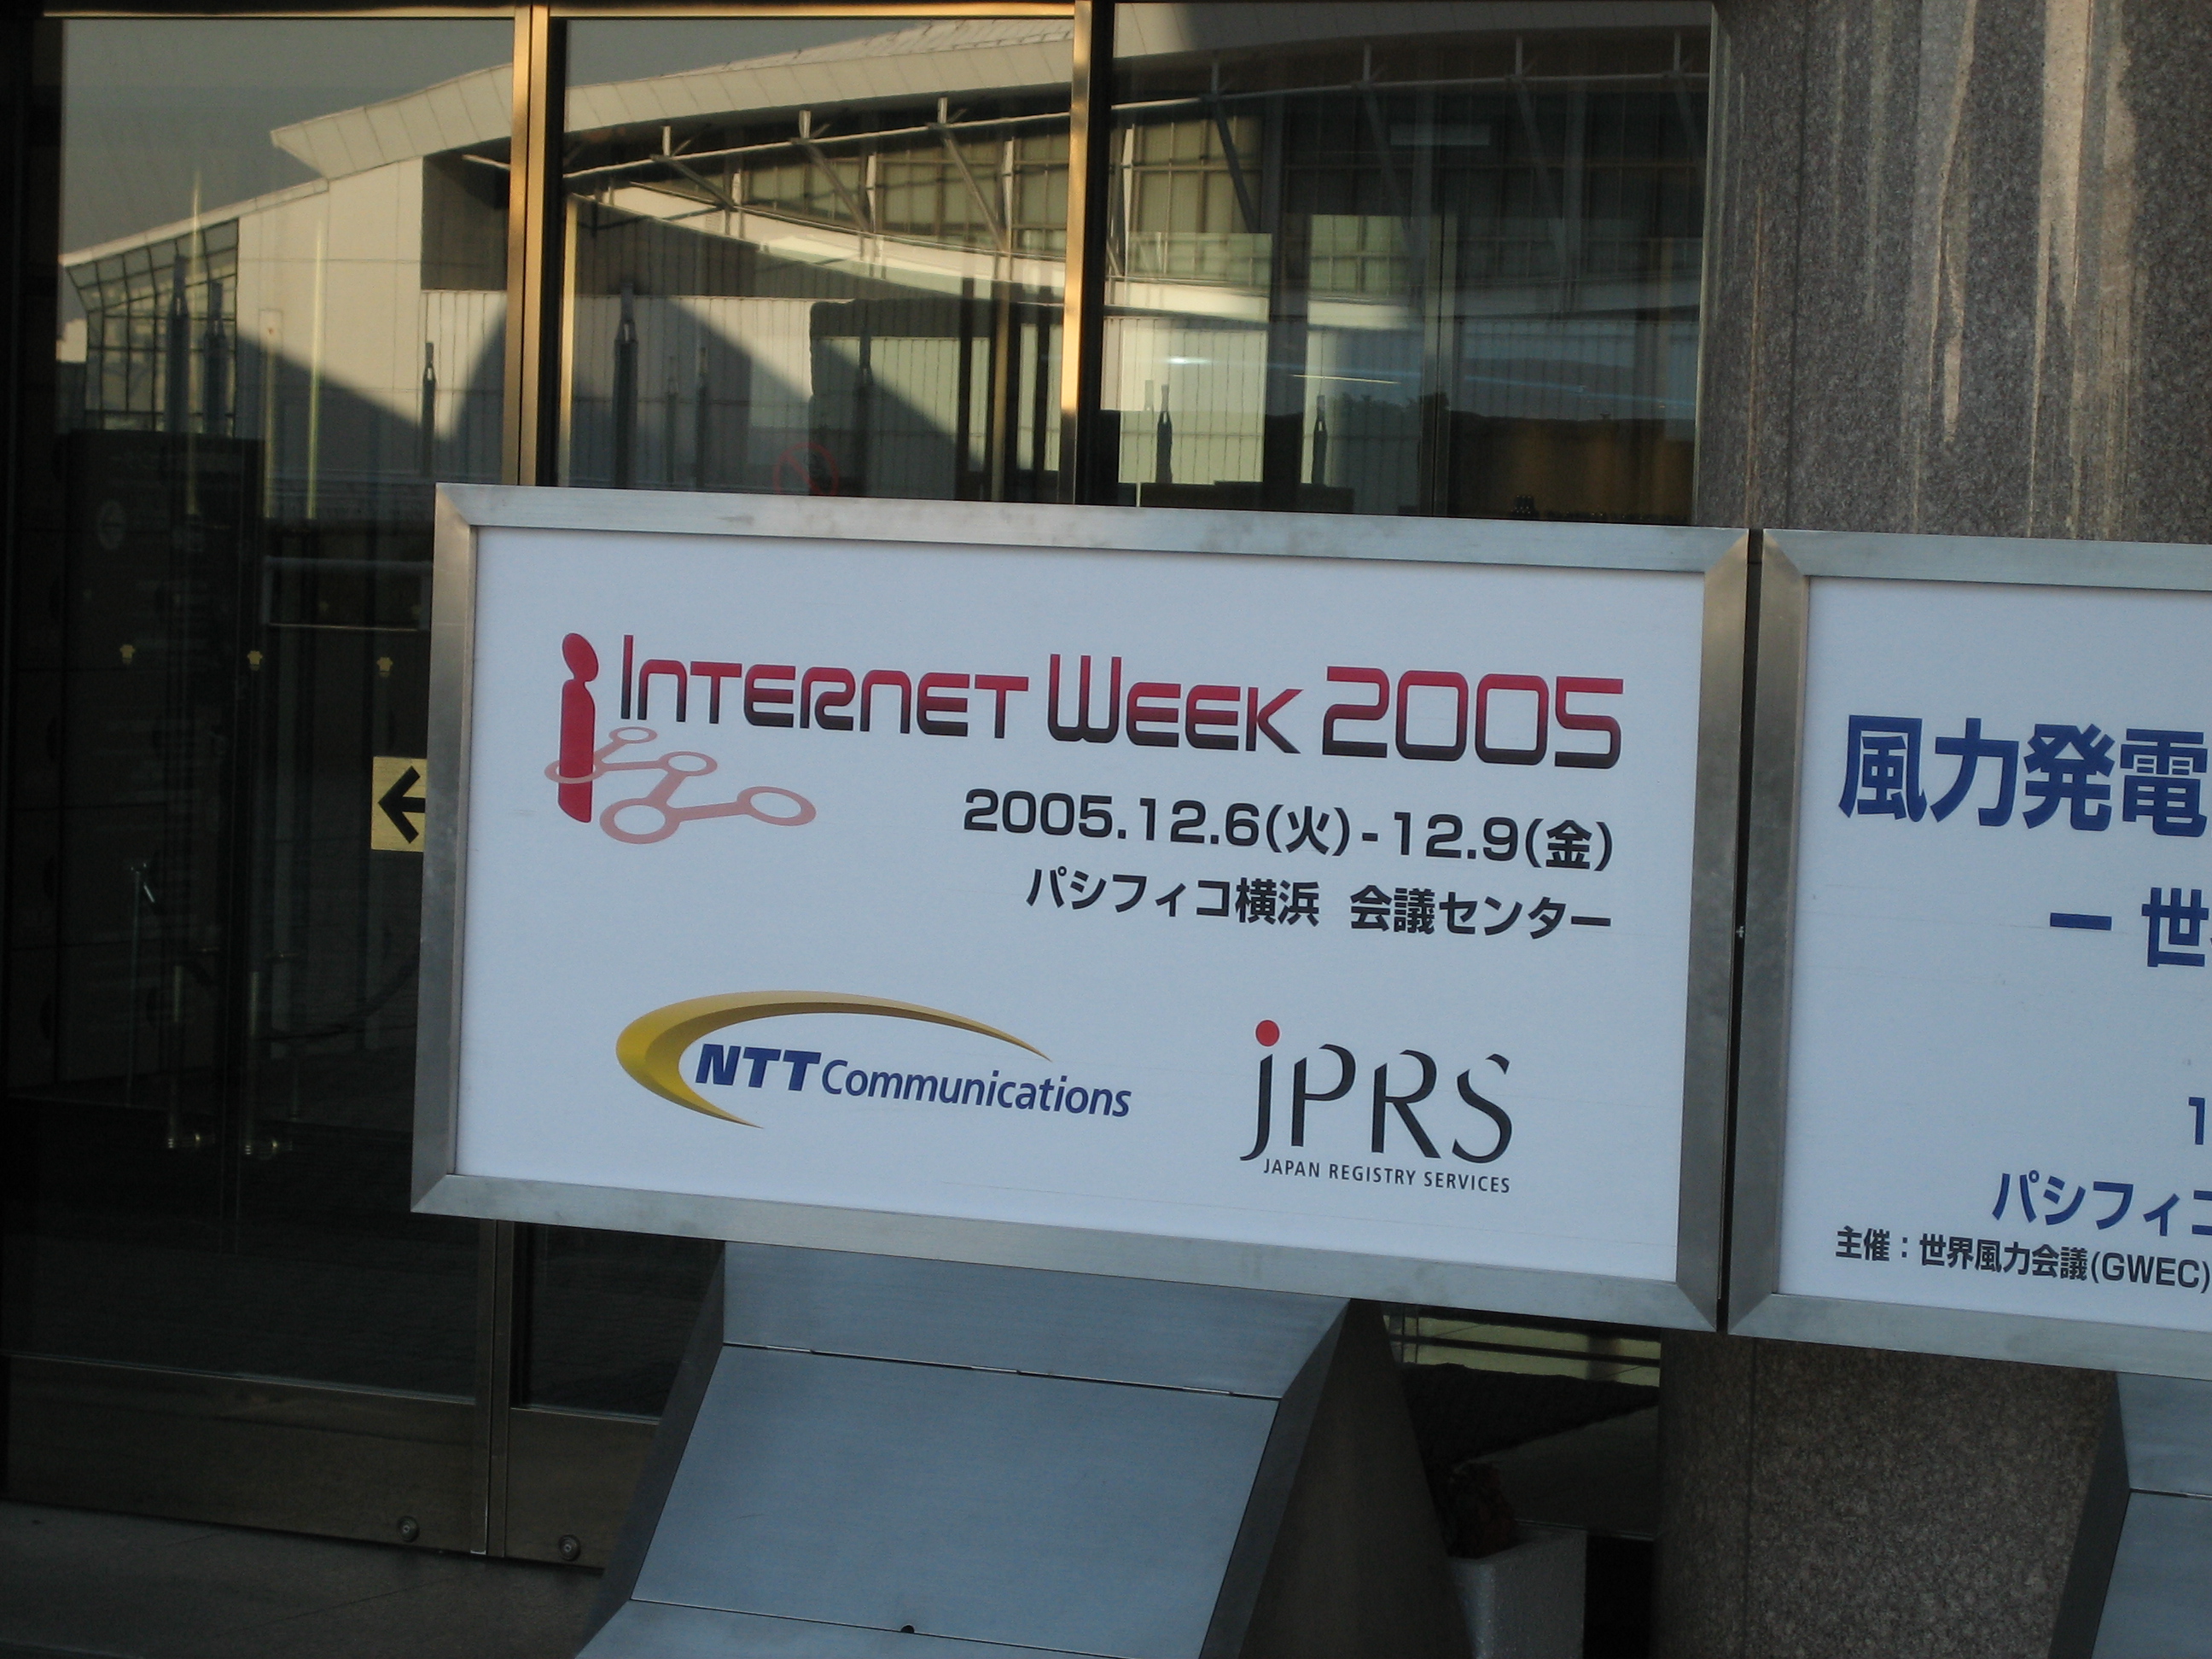 INTERNET WEEK 2005
2005.12.6(火)-12.9(金)
パシフィコ横浜 会議センター
NTT Communications
JPRS
JAPAN REGISTRY SERVICES
風力発電
ー 世
1
パシフィコ
主催：世界風力会議(GWEC)